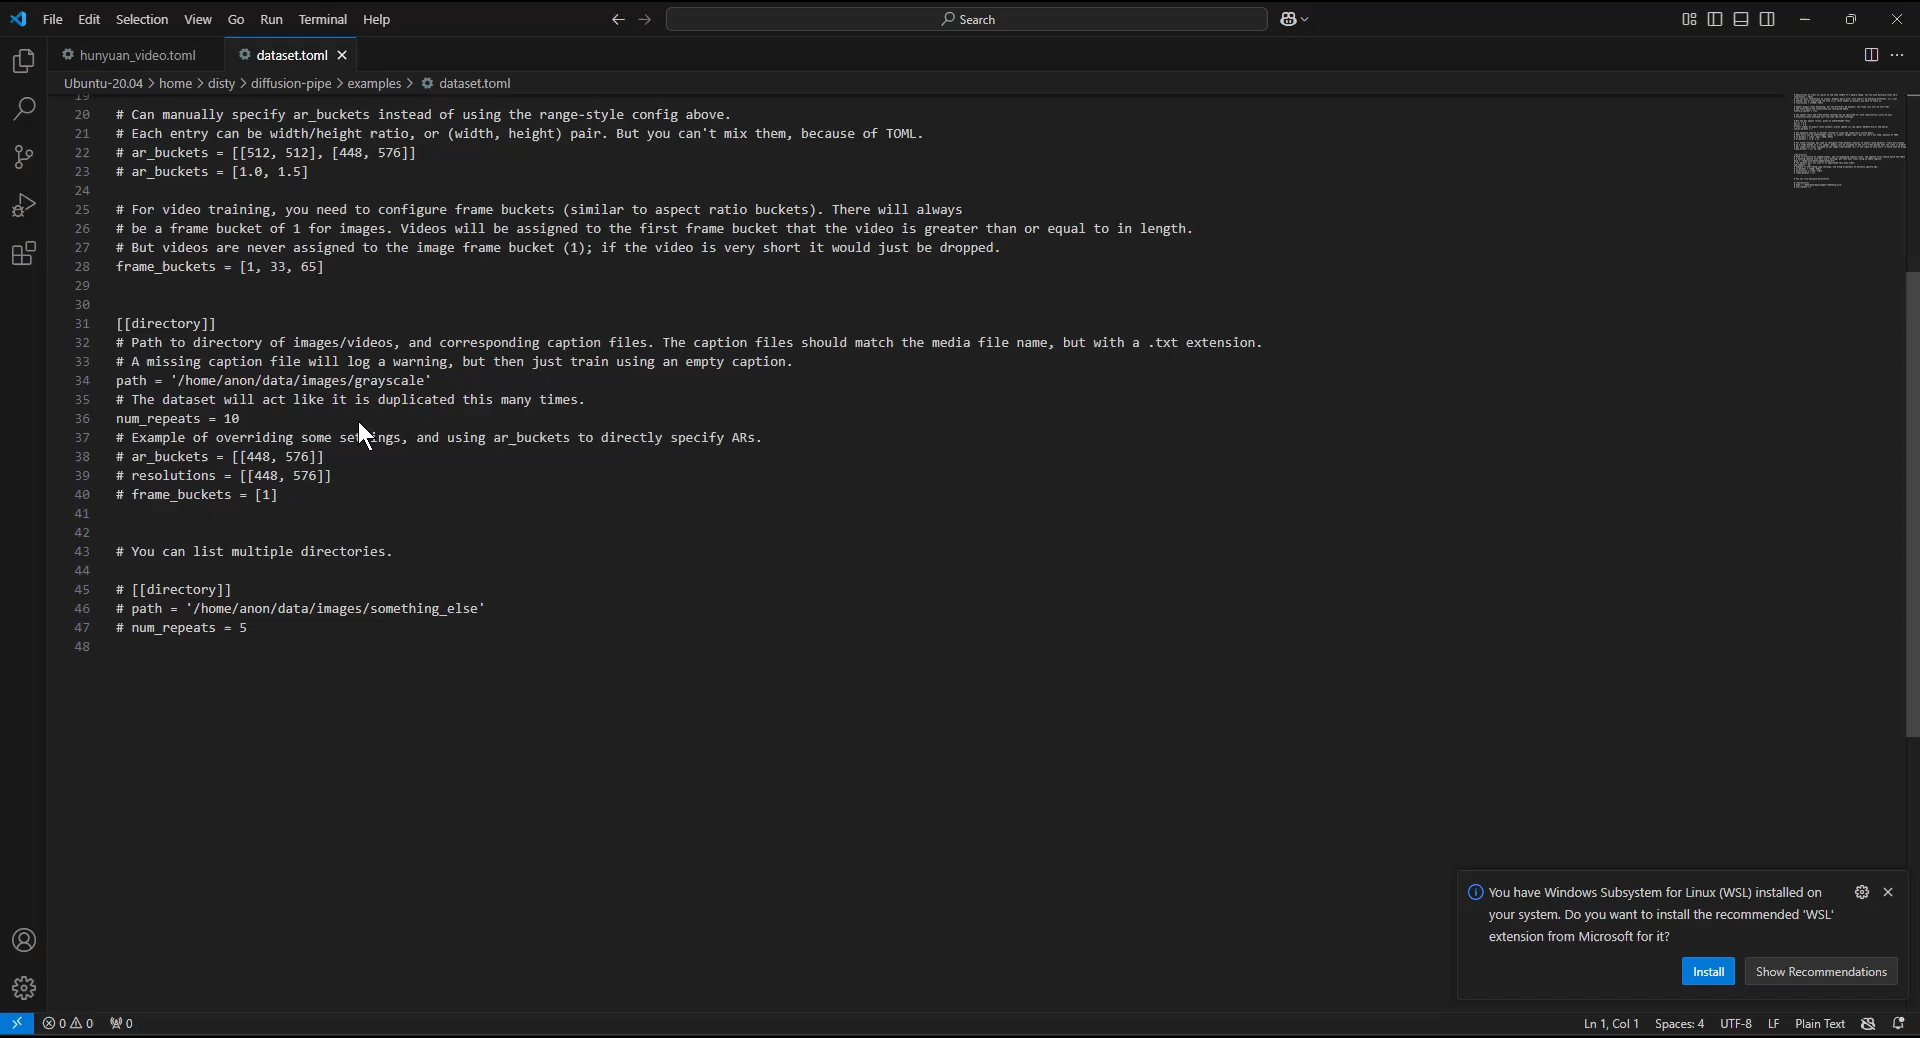 File Edit Selection View Go Run Terminal Help
Search
hunyuan_video.toml
dataset.toml
Ubuntu-20.04 > home > disty > diffusion-pipe > examples > dataset.toml
19
20 # Can manually specify ar_buckets instead of using the range-style config above.
21 # Each entry can be width/height ratio, or (width, height) pair. But you can't mix them, because of TOML.
22 # ar_buckets = [[512, 512], [448, 576]]
23 # ar_buckets = [1.0, 1.5]
24
25 # For video training, you need to configure frame buckets (similar to aspect ratio buckets). There will always
26 # be a frame bucket of 1 for images. Videos will be assigned to the first frame bucket that the video is greater than or equal to in length.
27 # But videos are never assigned to the image frame bucket (1); if the video is very short it would just be dropped.
28 frame_buckets = [1, 33, 65]
29
30
31 [[directory]]
32 # Path to directory of images/videos, and corresponding caption files. The caption files should match the media file name, but with a .txt extension.
33 # A missing caption file will log a warning, but then just train using an empty caption.
34 path = '/home/anon/data/images/grayscale'
35 # The dataset will act like it is duplicated this many times.
36 num_repeats = 10
37 # Example of overriding some settings, and using ar_buckets to directly specify ARs.
38 # ar_buckets = [[448, 576]]
39 # resolutions = [[448, 576]]
40 # frame_buckets = [1]
41
42
43 # You can list multiple directories.
44
45 # [[directory]]
46 # path = '/home/anon/data/images/something_else'
47 # num_repeats = 5
48
You have Windows Subsystem for Linux (WSL) installed on
your system. Do you want to install the recommended 'WSL'
extension from Microsoft for it?
Install Show Recommendations
0 0 0 Ln 1, Col 1 Spaces: 4 UTF-8 LF Plain Text